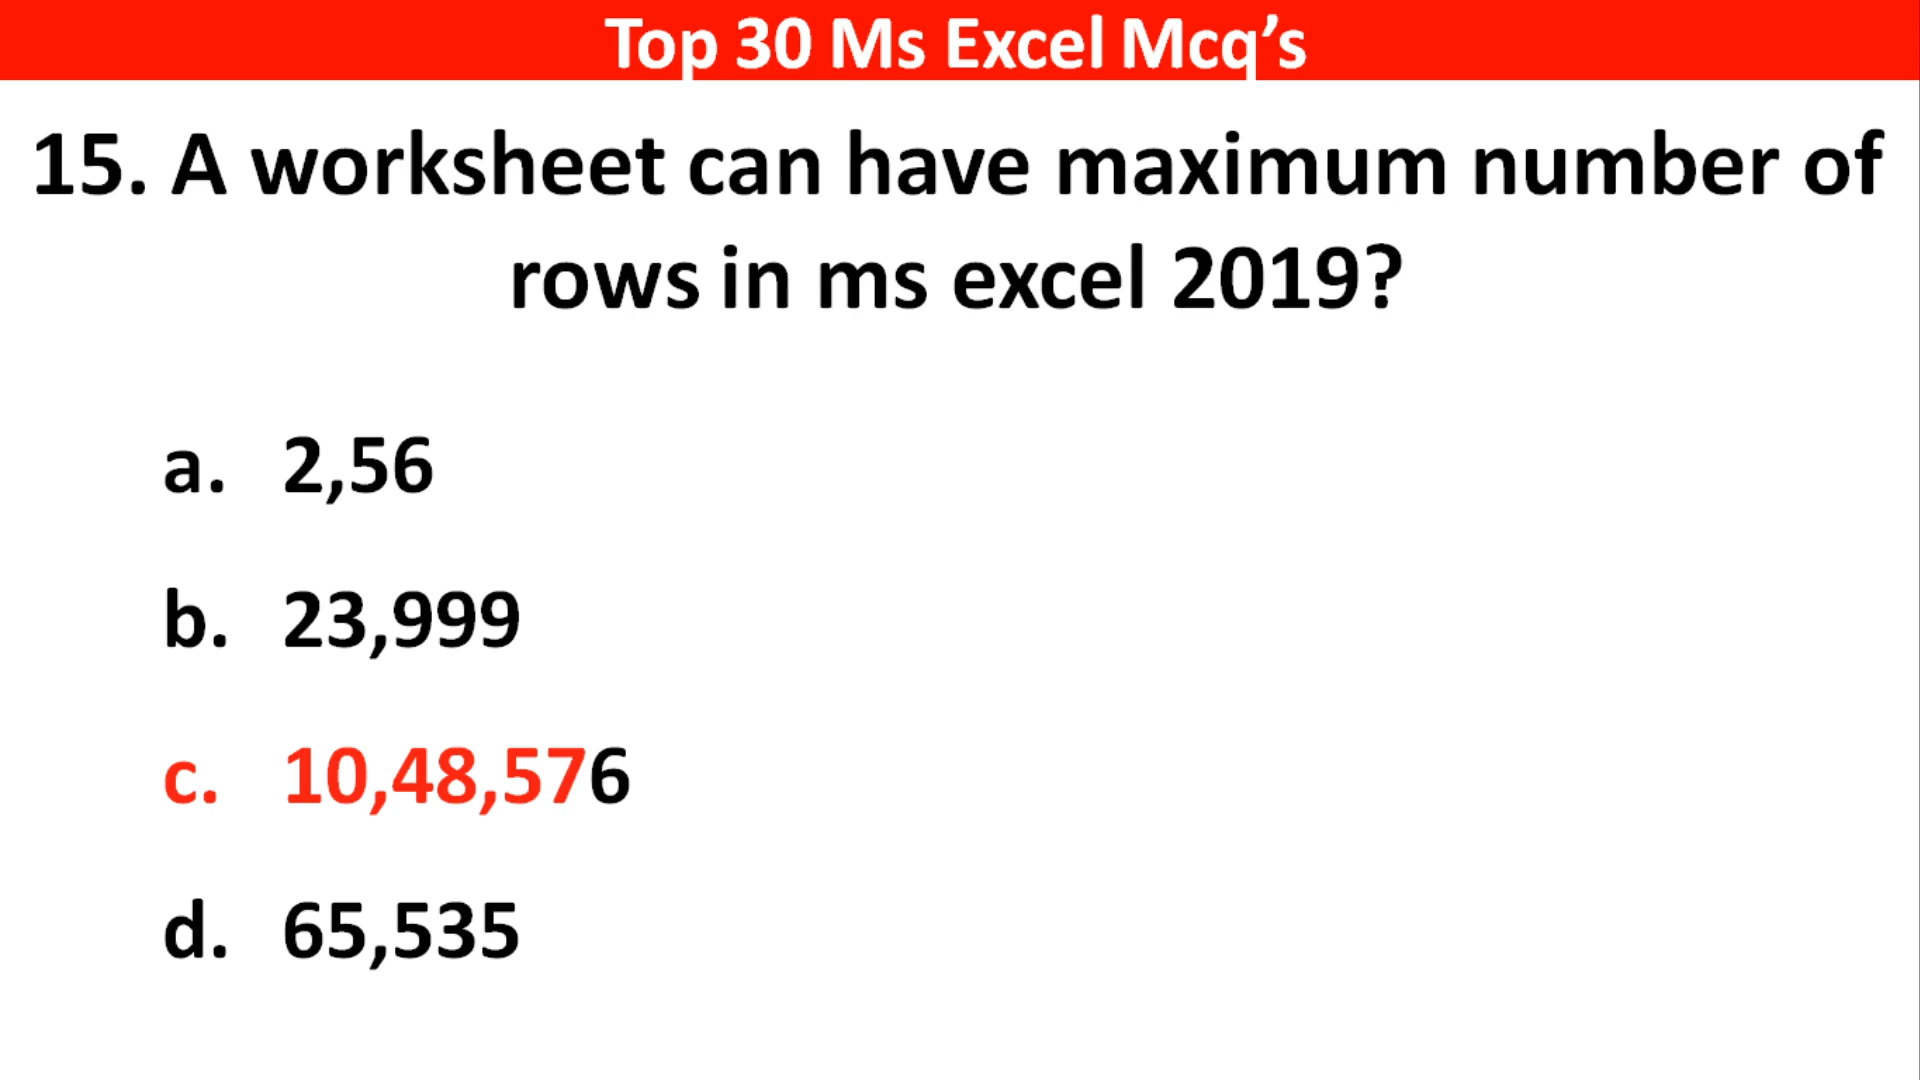 Top 30 Ms Excel Mcq’s
15. A worksheet can have maximum number of
rows in ms excel 2019?
a. 2,56
b. 23,999
c. 10,48,576
d. 65,535